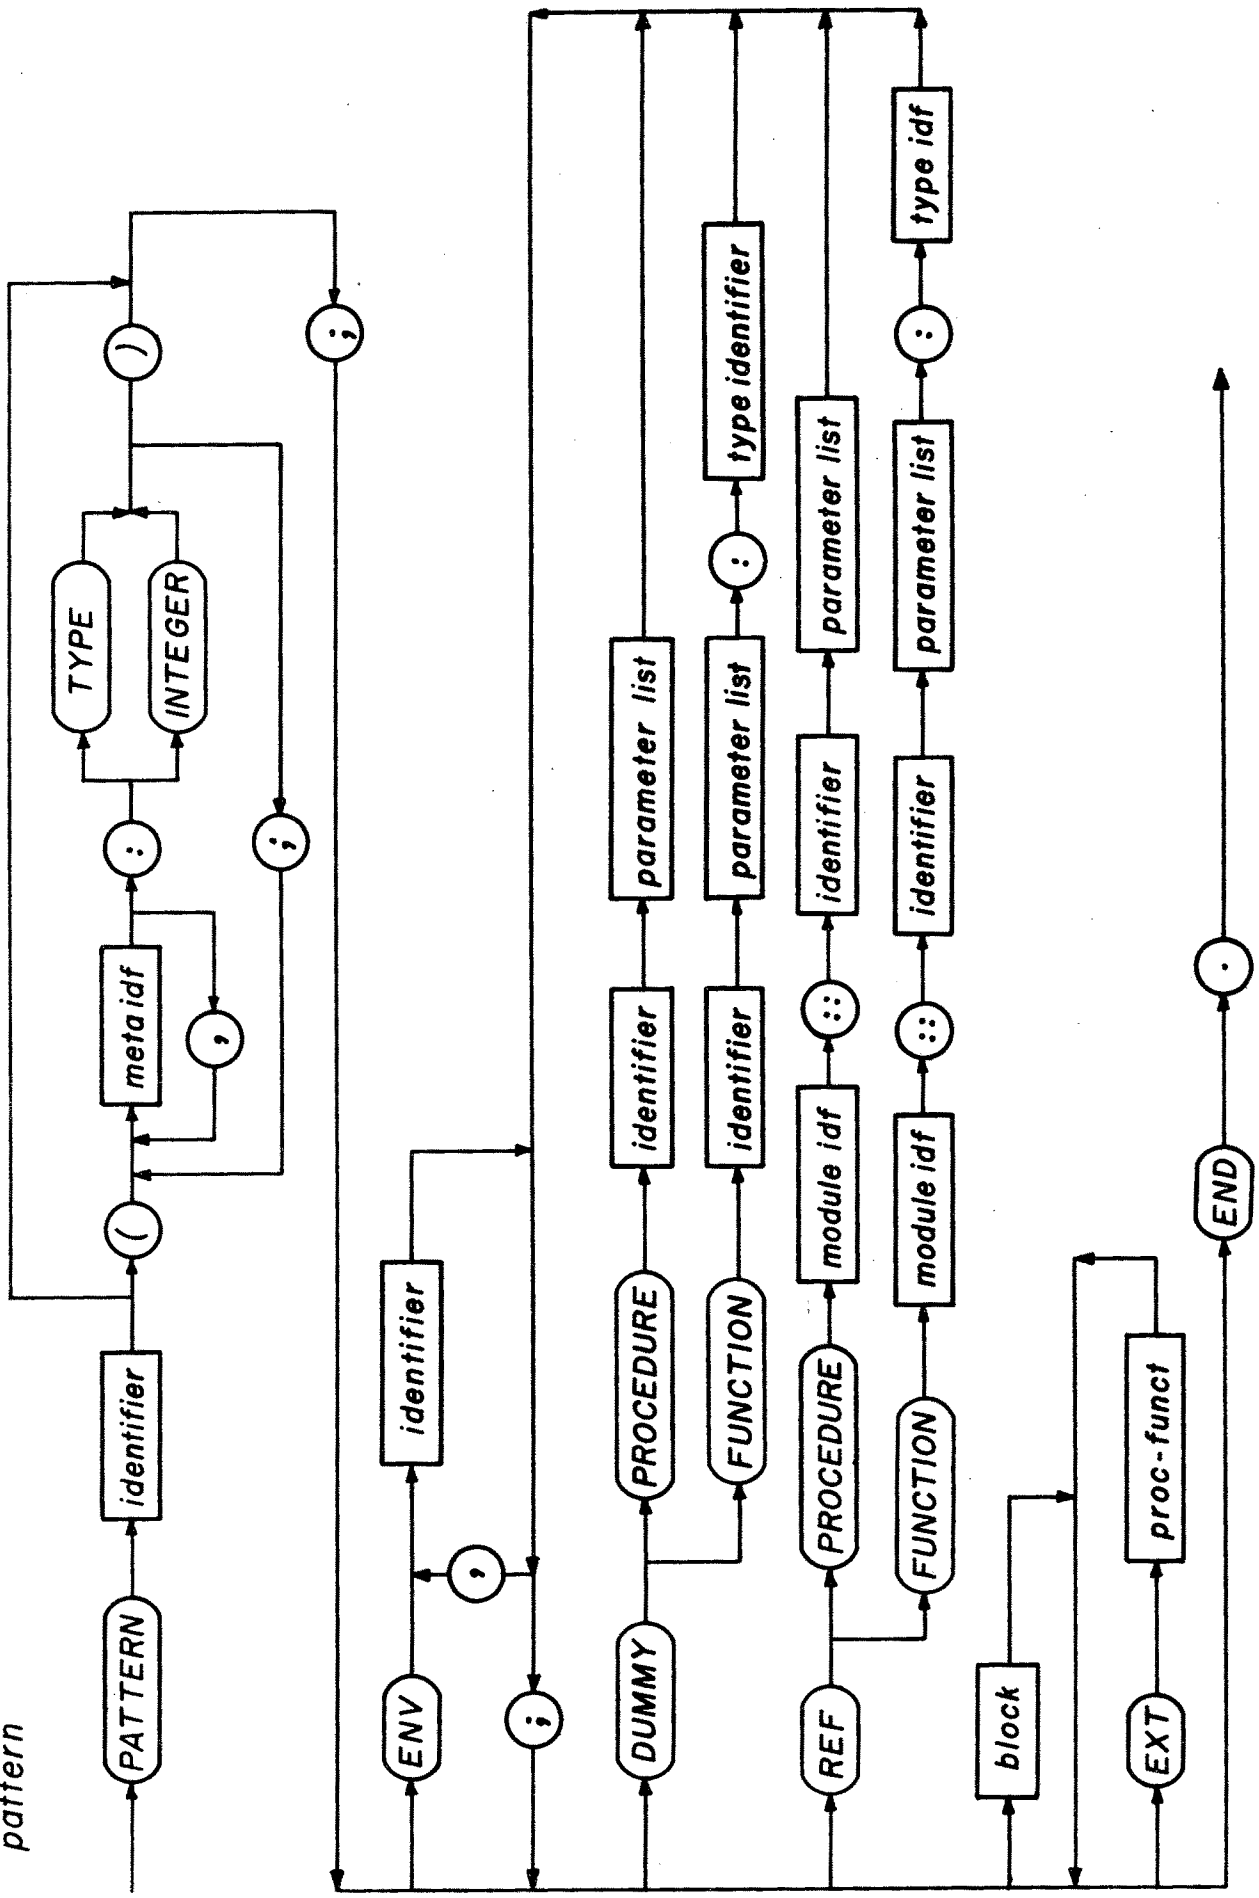 pattern
PATTERN identifier ( meta idf : TYPE )
INTEGER
,
;
;
ENV identifier
,
;
DUMMY PROCEDURE identifier parameter list
FUNCTION identifier parameter list : type identifier
REF PROCEDURE module idf :: identifier parameter list
FUNCTION module idf :: identifier parameter list : type idf
block
EXT proc-funct
END .